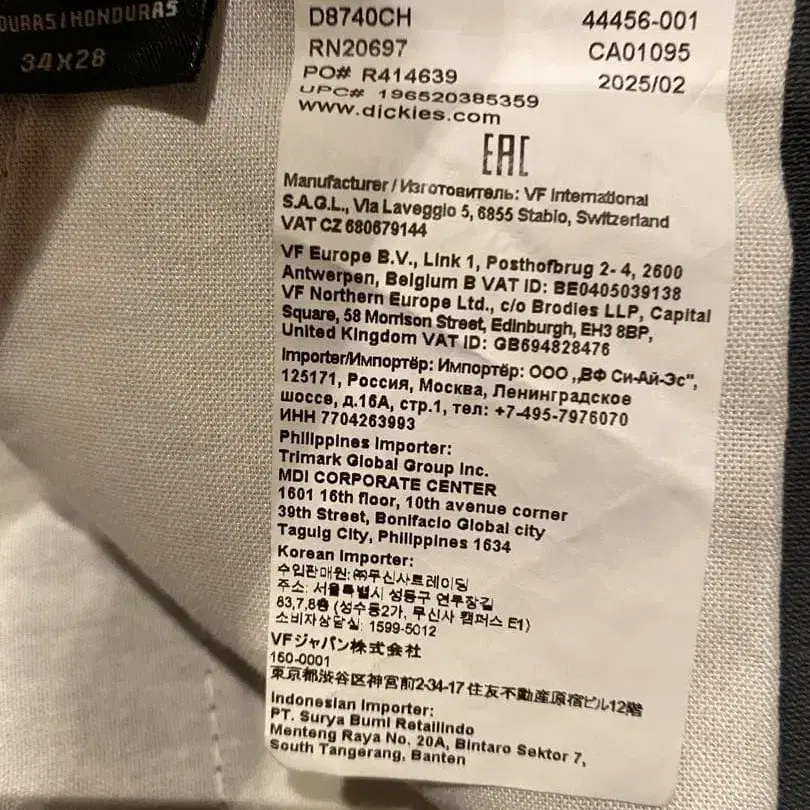 HONDURAS
34X28
D8740CH 44456-001
RN20697 CA01095
PO# R414639 2025/02
UPC# 196520385359
www.dickies.com
EAC
Manufacturer / Изготовитель: VF International
S.A.G.L., Via Laveggio 5, 6855 Stabio, Switzerland
VAT CZ 680679144
VF Europe B.V., Link 1, Posthofbrug 2- 4, 2600
Antwerpen, Belgium B VAT ID: BE0405039138
VF Northern Europe Ltd., c/o Brodies LLP, Capital
Square, 58 Morrison Street, Edinburgh, EH3 8BP,
United Kingdom VAT ID: GB694828476
Importer/Импортёр: Импортёр: ООО „ВФ Си-Ай-Эс",
125171, Россия, Москва, Ленинградское
шоссе, д.16А, стр.1, тел: +7-495-7976070
ИНН 7704263993
Philippines Importer:
Trimark Global Group Inc.
MDI CORPORATE CENTER
1601 16th floor, 10th avenue corner
39th Street, Bonifacio Global city
Taguig City, Philippines 1634
Korean Importer:
수입판매원: ㈜무신사트레이딩
주소: 서울특별시 성동구 연무장길
83,7,8층 (성수동2가, 무신사 캠퍼스 E1)
소비자상담실: 1599-5012
VFジャパン株式会社
150-0001
東京都渋谷区神宮前2-34-17 住友不動産原宿ビル12階
Indonesian Importer:
PT. Surya Bumi Retailindo
Menteng Raya No. 20A, Bintaro Sektor 7,
South Tangerang, Banten